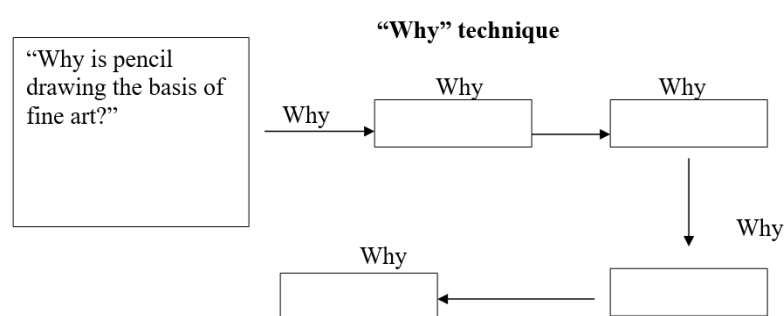 “Why” technique
“Why is pencil
drawing the basis of
fine art?”
Why
Why
Why
Why
Why